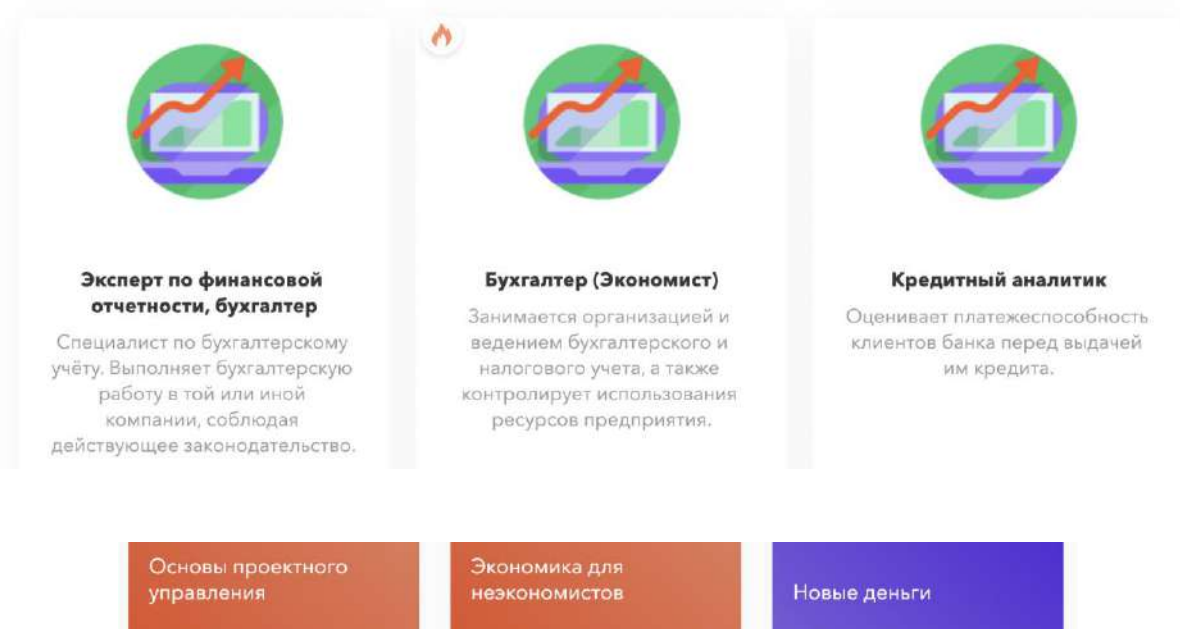 Эксперт по финансовой
отчетности, бухгалтер
Специалист по бухгалтерскому
учёту. Выполняет бухгалтерскую
работу в той или иной
компании, соблюдая
действующее законодательство.
Бухгалтер (Экономист)
Занимается организацией и
ведением бухгалтерского и
налогового учета, а также
контролирует использования
ресурсов предприятия.
Кредитный аналитик
Оценивает платежеспособность
клиентов банка перед выдачей
им кредита.
Основы проектного
управления
Экономика для
неэкономистов
Новые деньги